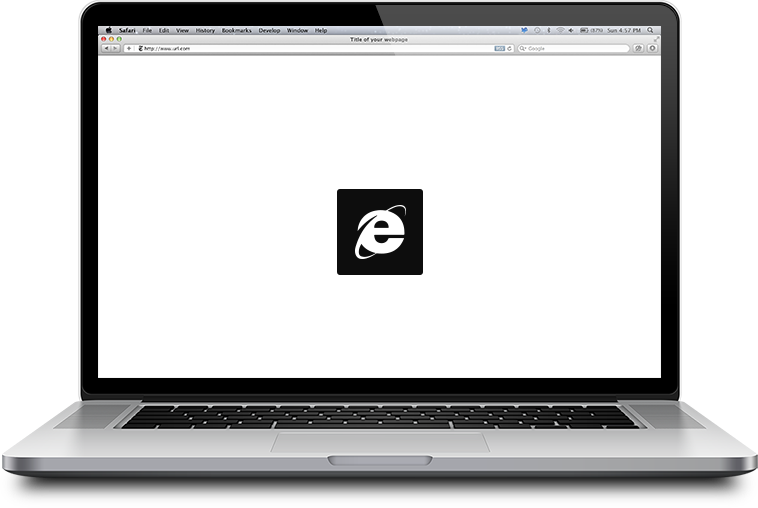 Safari File Edit View History Bookmarks Develop Window Help (97%) Sun 4:57 PM
Title of your webpage
http://www.url.com Google